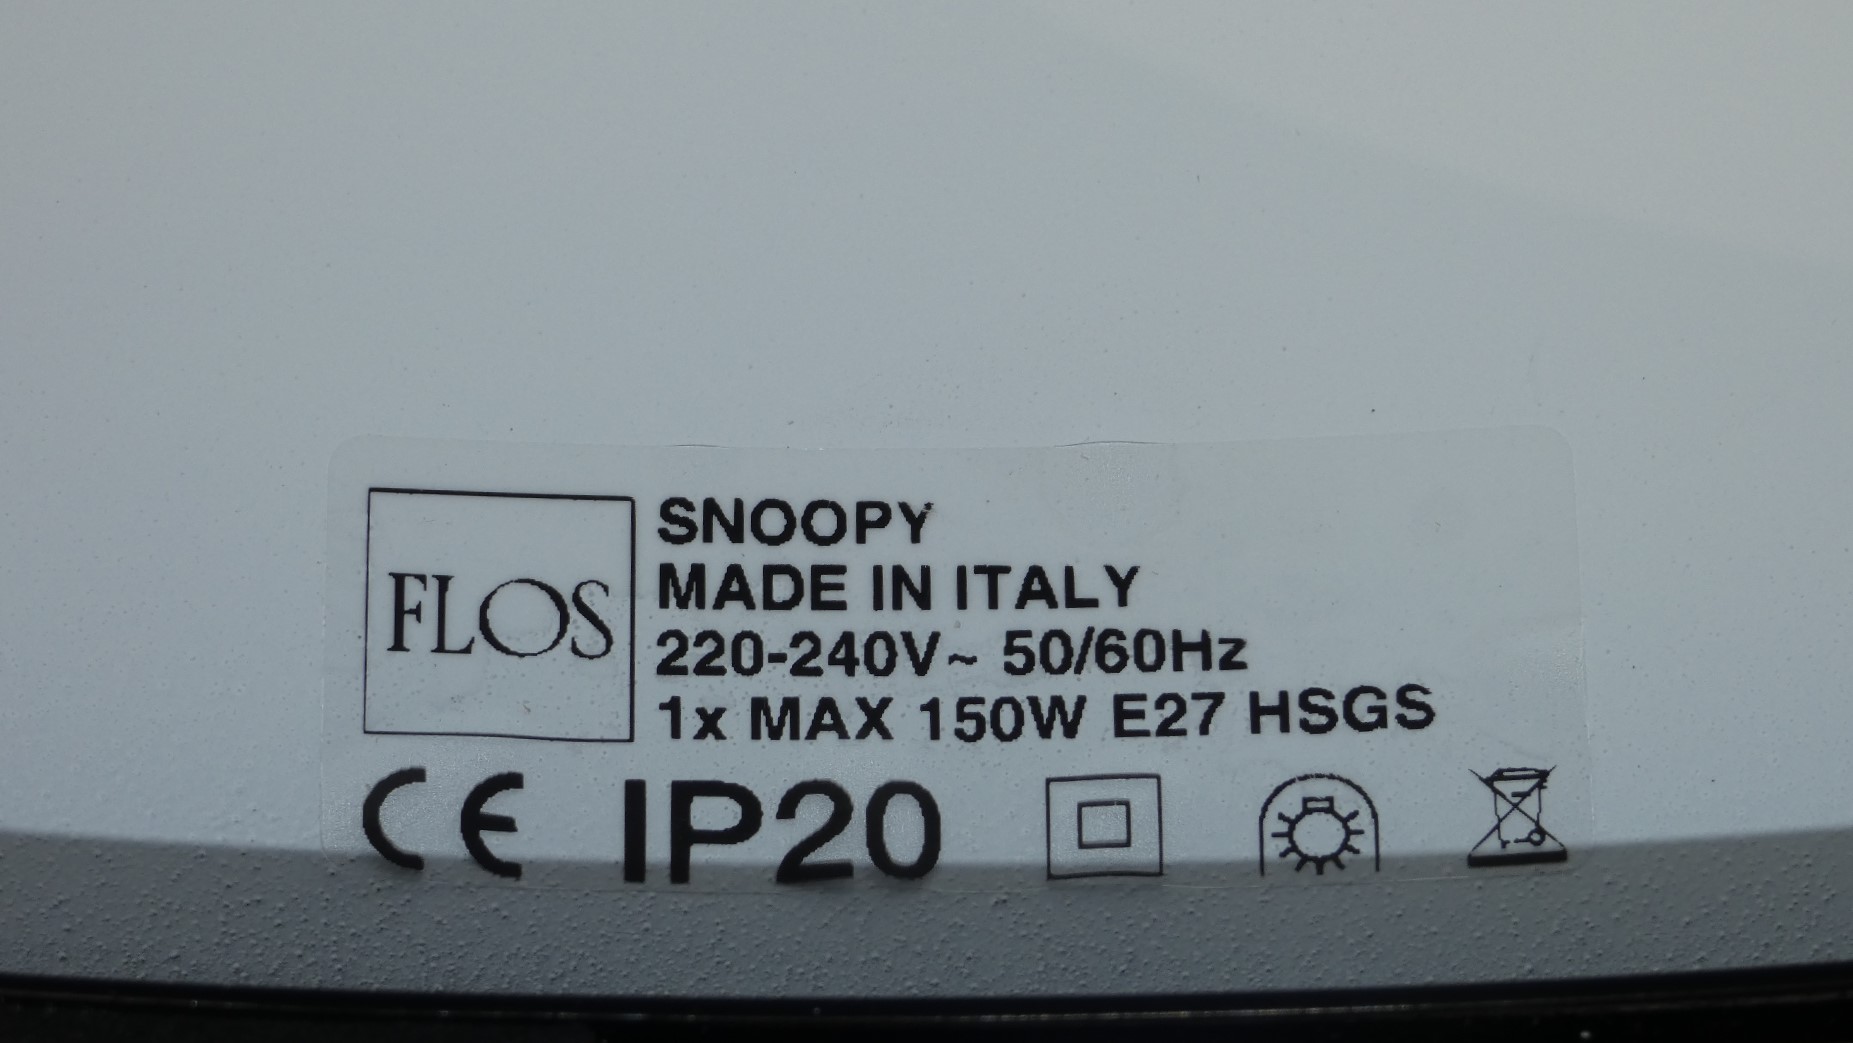 FLOS
SNOOPY
MADE IN ITALY
220-240V~ 50/60Hz
1x MAX 150W E27 HSGS
CE IP20